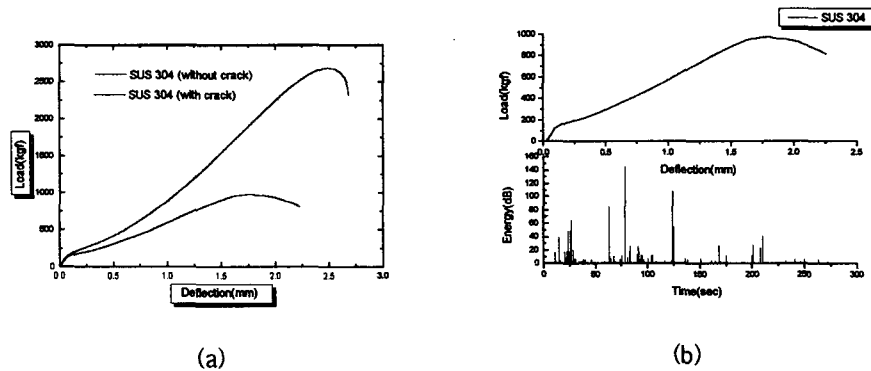 3000
2500
2000
1500
1000
500
0
Load(kgf)
SUS 304 (without crack)
SUS 304 (with crack)
0.0 0.5 1.0 1.5 2.0 2.5 3.0
Deflection(mm)
(a)
SUS 304
1000
800
600
400
200
0
Load(kgf)
0.0 0.5 1.0 1.5 2.0 2.5
Deflection(mm)
160
140
120
100
80
60
40
20
0
Energy(dB)
0 50 100 150 200 250 300
Time(sec)
(b)